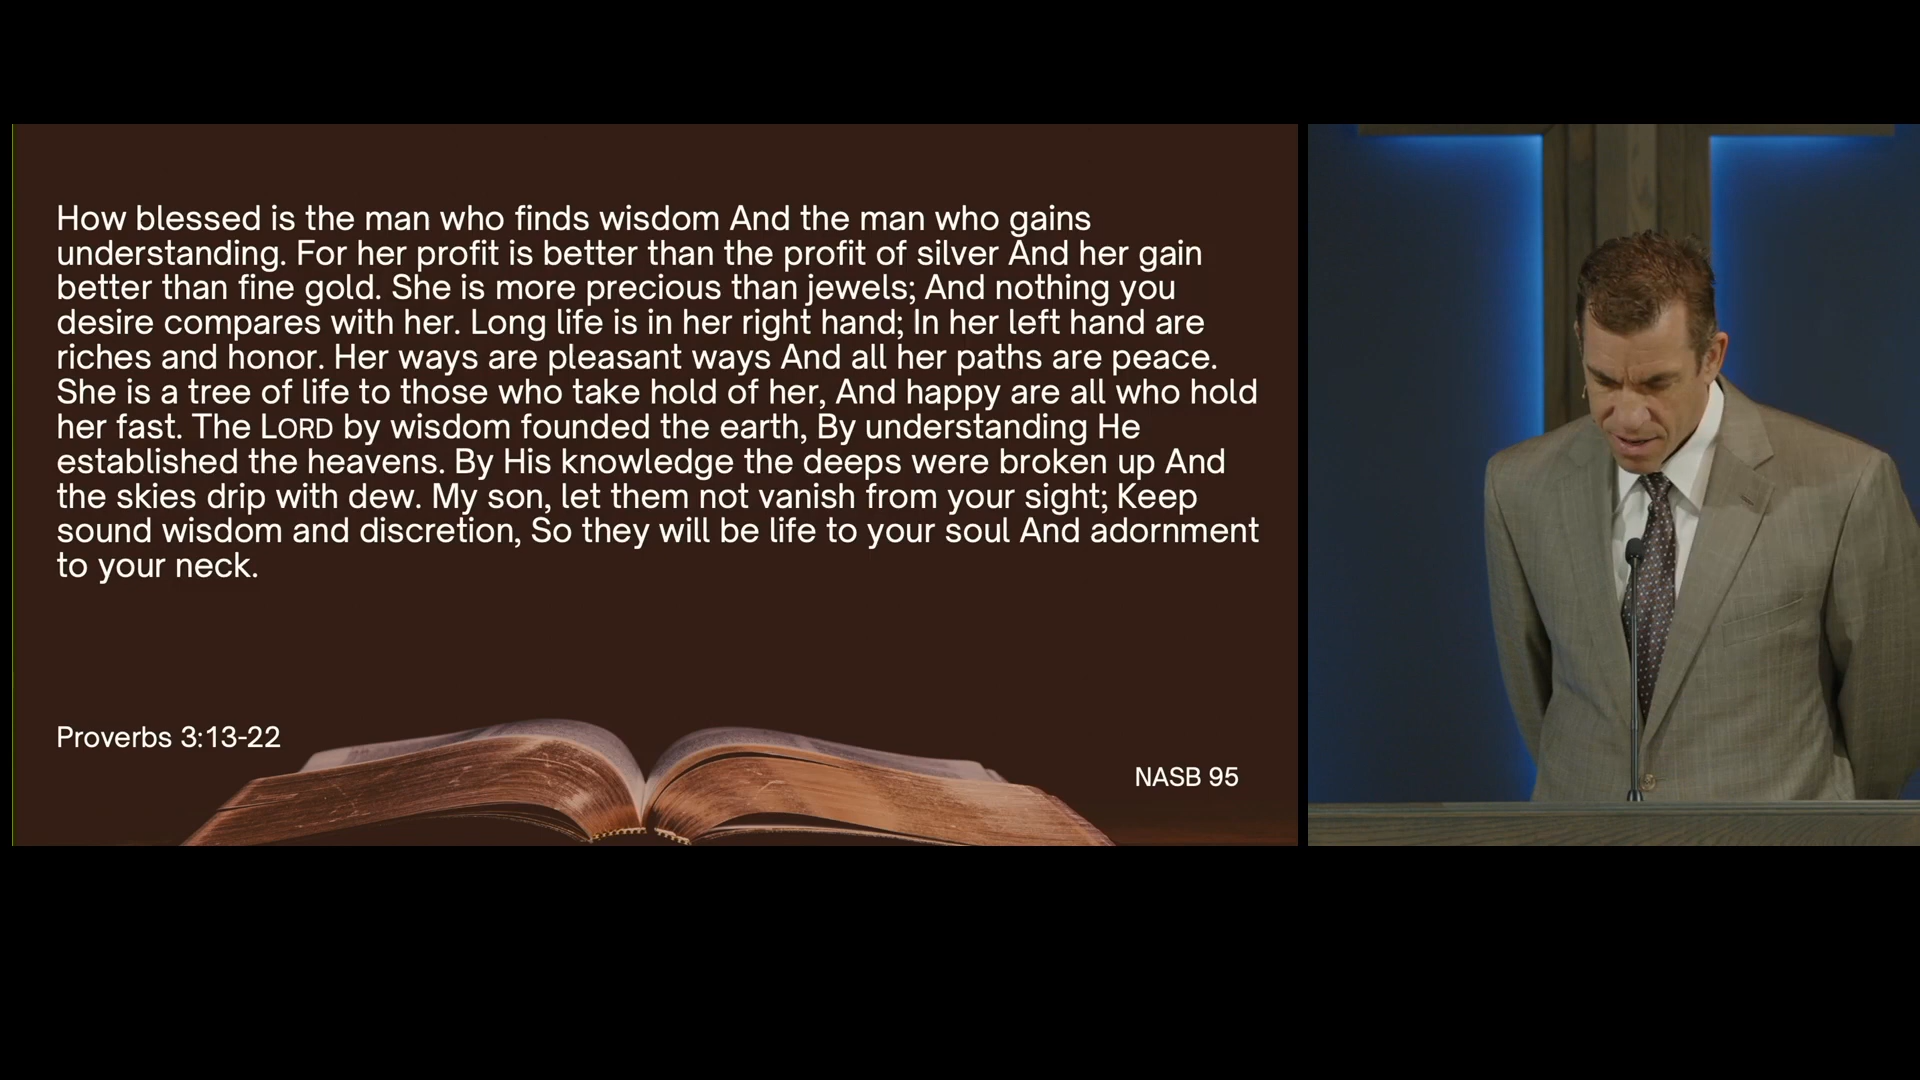 How blessed is the man who finds wisdom And the man who gains
understanding. For her profit is better than the profit of silver And her gain
better than fine gold. She is more precious than jewels; And nothing you
desire compares with her. Long life is in her right hand; In her left hand are
riches and honor. Her ways are pleasant ways And all her paths are peace.
She is a tree of life to those who take hold of her, And happy are all who hold
her fast. The LORD by wisdom founded the earth, By understanding He
established the heavens. By His knowledge the deeps were broken up And
the skies drip with dew. My son, let them not vanish from your sight; Keep
sound wisdom and discretion, So they will be life to your soul And adornment
to your neck.
Proverbs 3:13-22
NASB 95